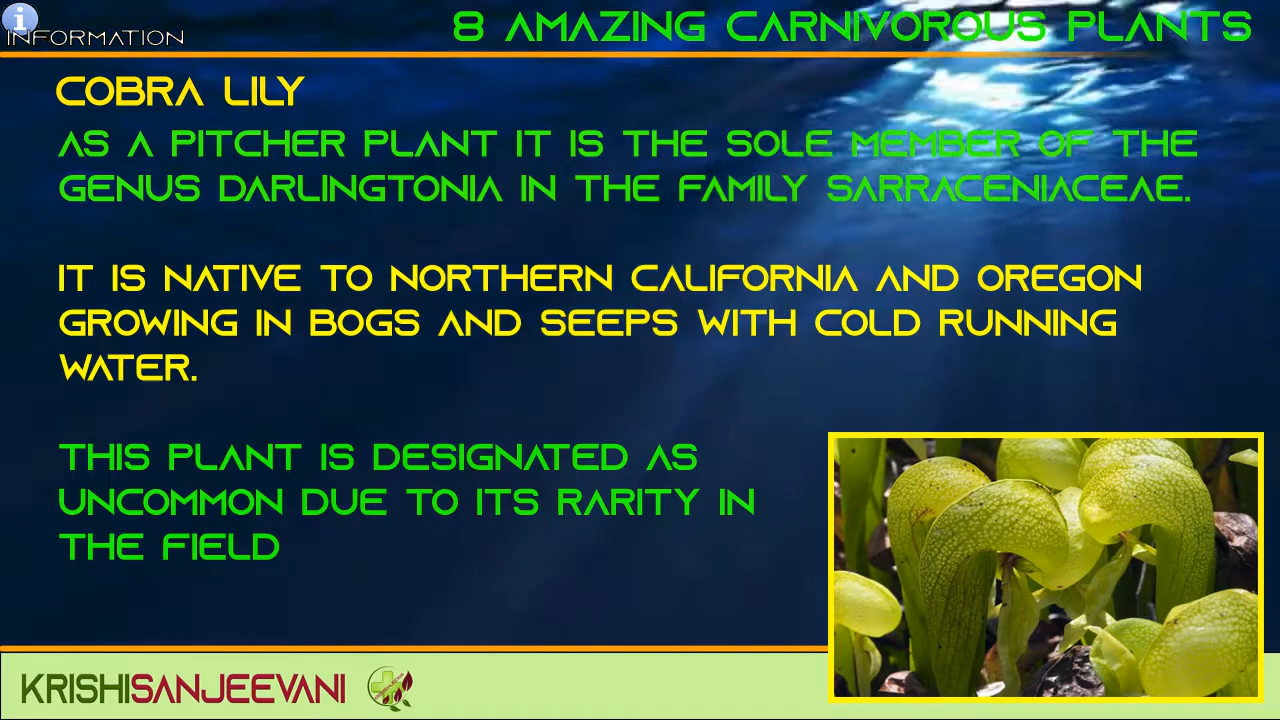 INFORMATION
8 AMAZING CARNIVOROUS PLANTS
COBRA LILY
AS A PITCHER PLANT IT IS THE SOLE MEMBER OF THE
GENUS DARLINGTONIA IN THE FAMILY SARRACENIACEAE.
IT IS NATIVE TO NORTHERN CALIFORNIA AND OREGON
GROWING IN BOGS AND SEEPS WITH COLD RUNNING
WATER.
THIS PLANT IS DESIGNATED AS
UNCOMMON DUE TO ITS RARITY IN
THE FIELD
KRISHISANJEEVANI